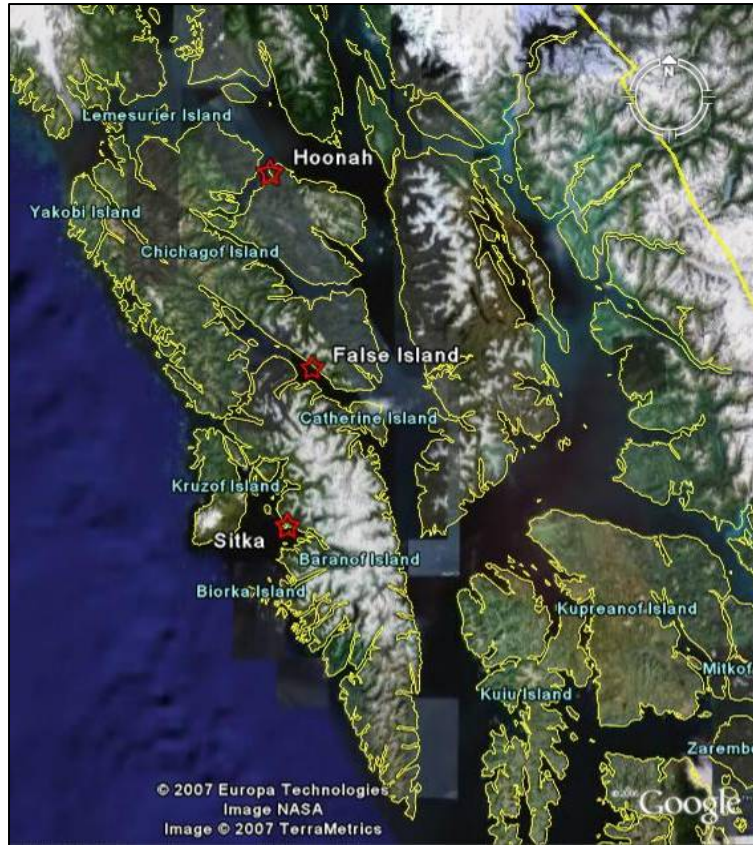 N
Lemesurier Island
Hoonah
Yakobi Island
Chichagof Island
False Island
Catherine Island
Kruzof Island
Sitka
Baranof Island
Biorka Island
Kupreanof Island
Mitkof
Kuiu Island
Zarembo
© 2007 Europa Technologies
Image NASA
Image © 2007 TerraMetrics
Google